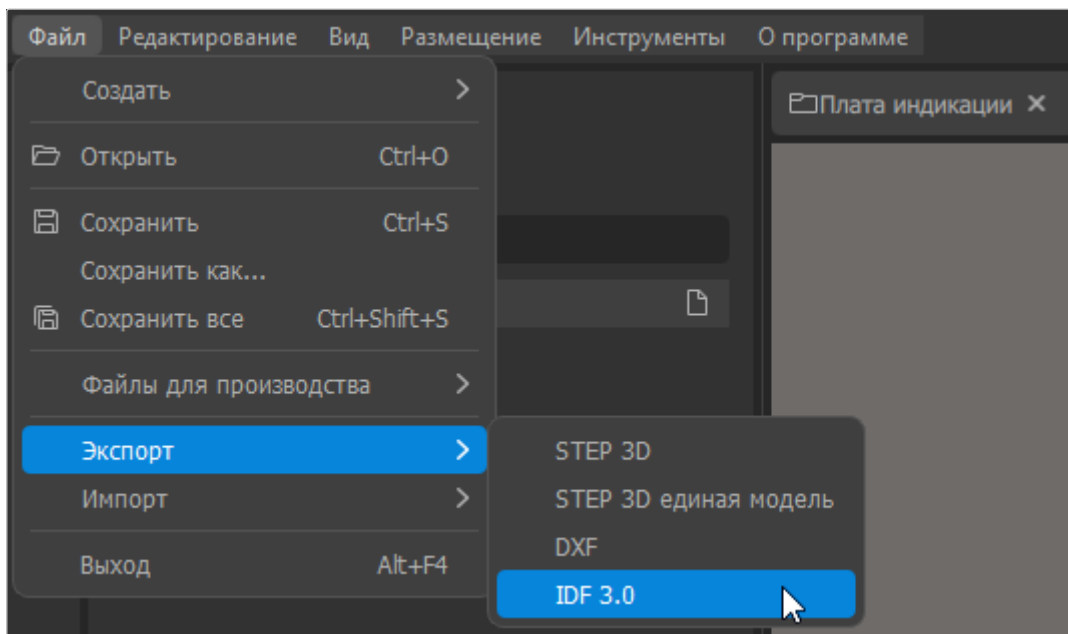 Файл Редактирование Вид Размещение Инструменты О программе
Создать
Плата индикации
Открыть Ctrl+O
Сохранить Ctrl+S
Сохранить как...
Сохранить все Ctrl+Shift+S
Файлы для производства
Экспорт
STEP 3D
Импорт
STEP 3D единая модель
DXF
Выход Alt+F4
IDF 3.0